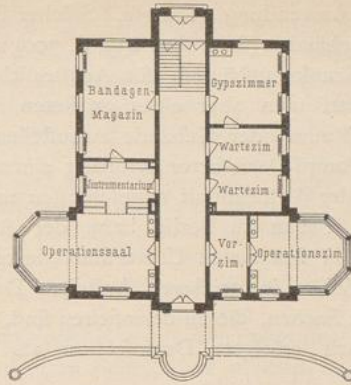 Bandagen-
Magazin
Gypszimmer
Wartezim
Wartezim.
Instrumentarium
Operationssaal
Vor-
zim.
Operationszim